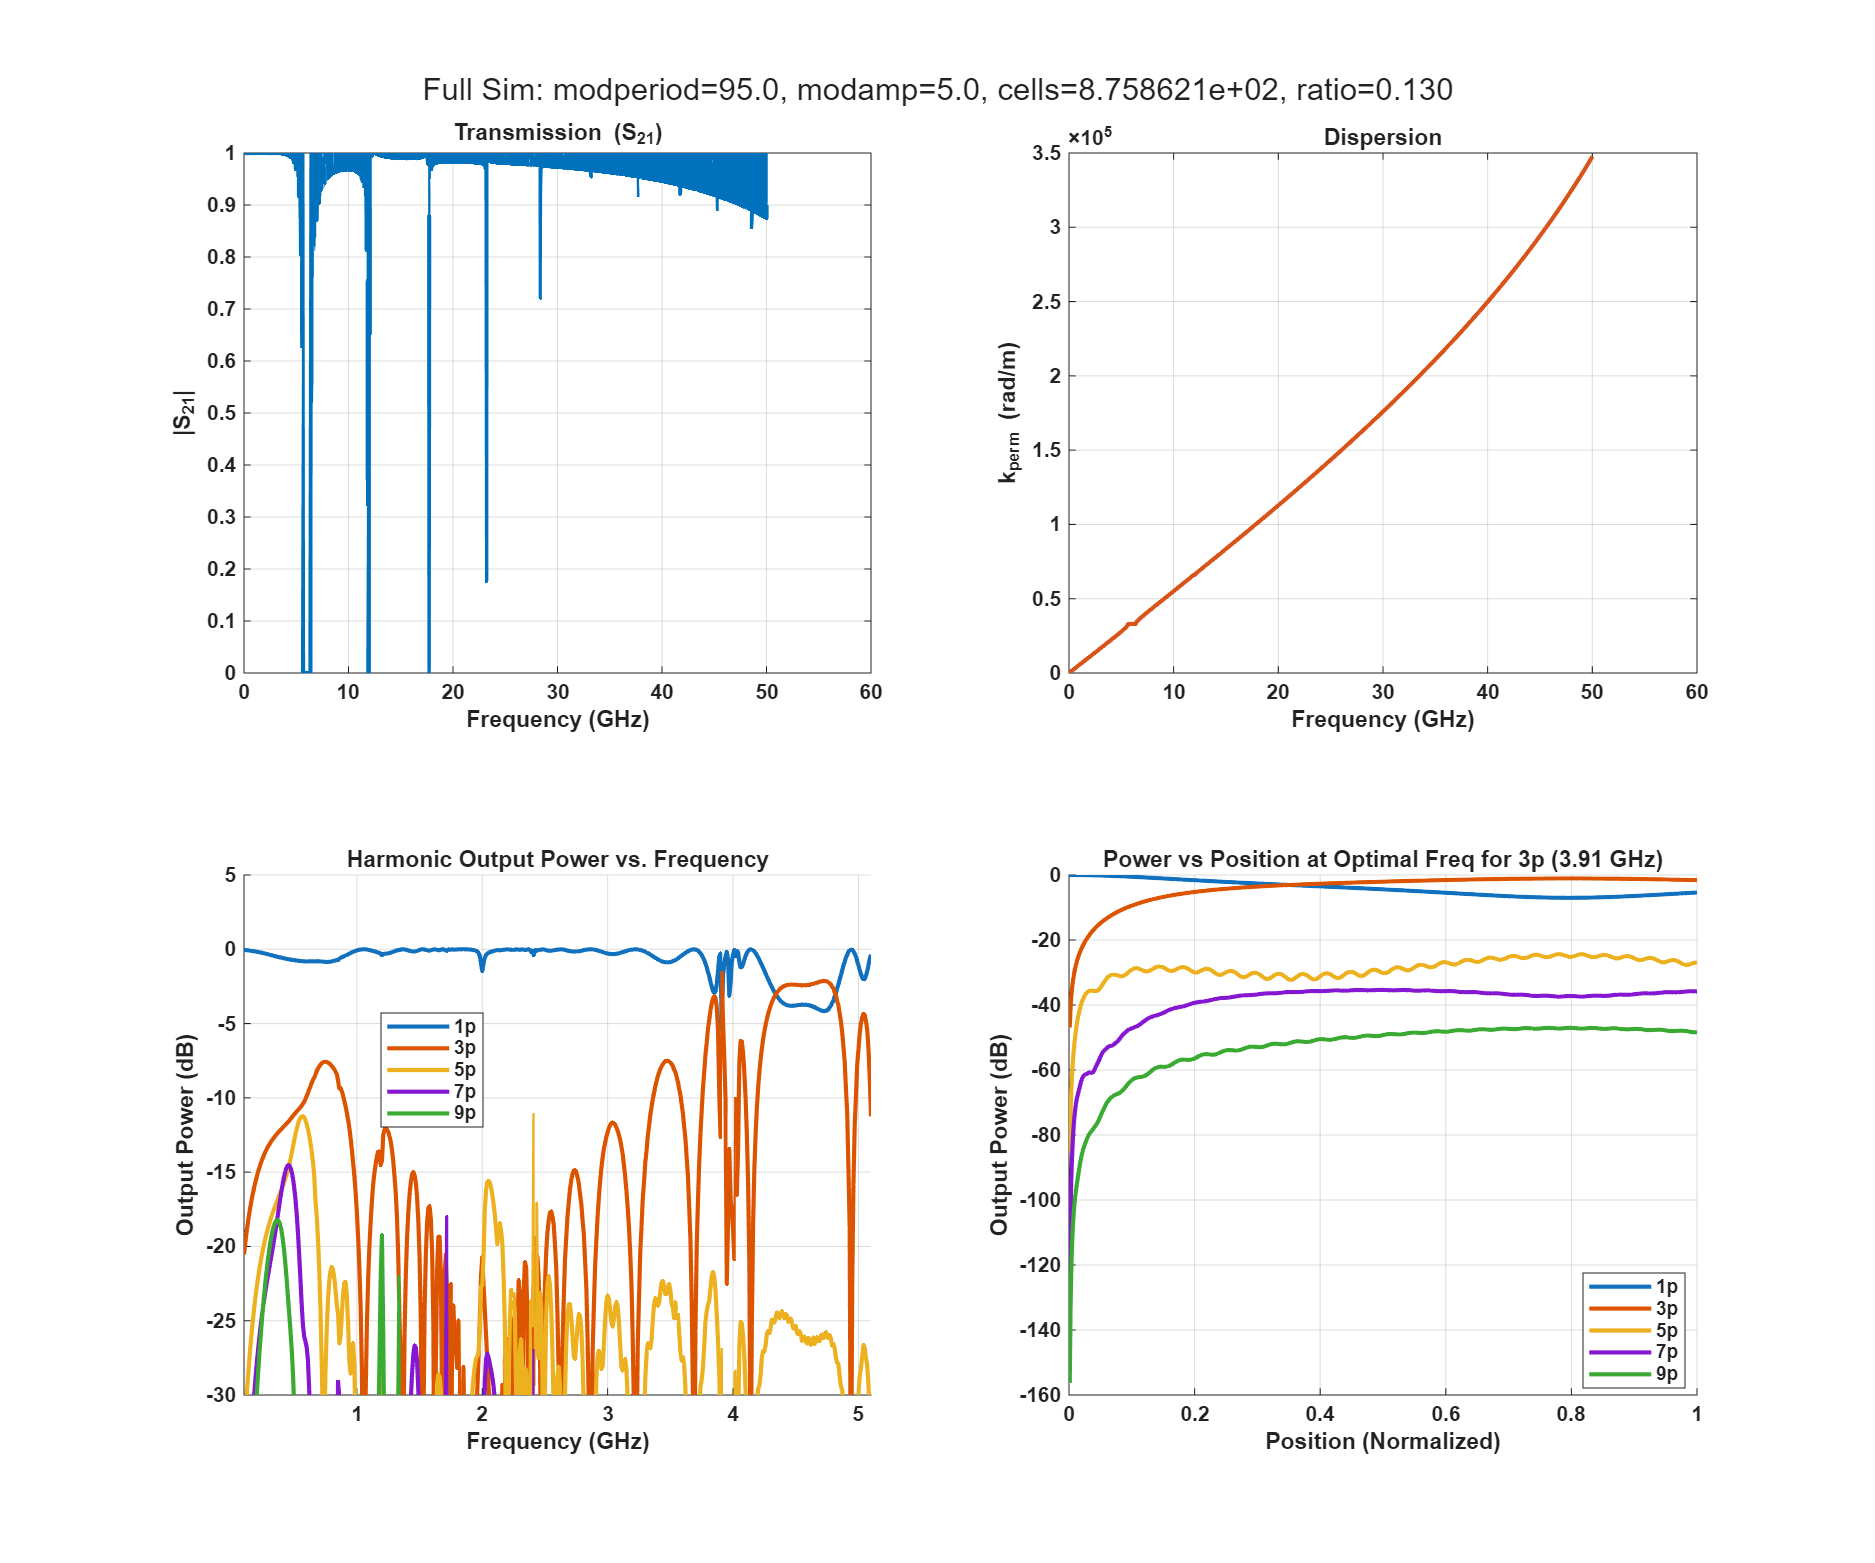 Full Sim: modperiod=95.0, modamp=5.0, cells=8.758621e+02, ratio=0.130
Transmission (S21)
1
0.9
0.8
0.7
0.6
0.5
0.4
0.3
0.2
0.1
0
|S21|
0 10 20 30 40 50 60
Frequency (GHz)
×10^5
Dispersion
3.5
3
2.5
2
1.5
1
0.5
0
kperm (rad/m)
0 10 20 30 40 50 60
Frequency (GHz)
Harmonic Output Power vs. Frequency
5
0
-5
-10
-15
-20
-25
-30
Output Power (dB)
1p
3p
5p
7p
9p
1 2 3 4 5
Frequency (GHz)
Power vs Position at Optimal Freq for 3p (3.91 GHz)
0
-20
-40
-60
-80
-100
-120
-140
-160
Output Power (dB)
1p
3p
5p
7p
9p
0 0.2 0.4 0.6 0.8 1
Position (Normalized)